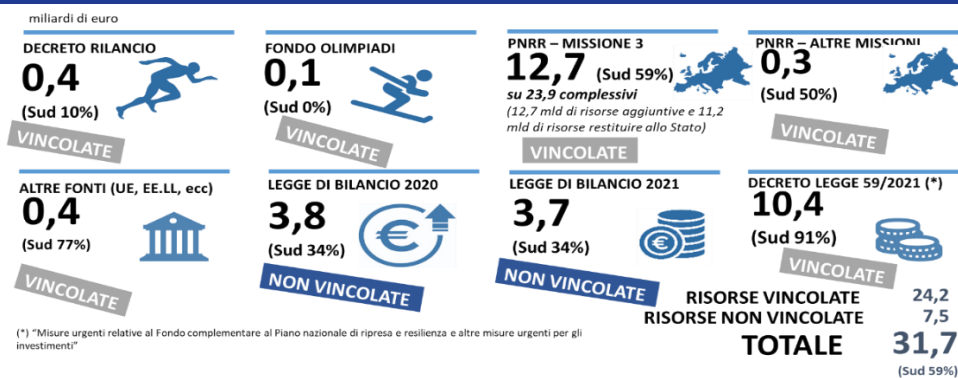 miliardi di euro
DECRETO RILANCIO
0,4
(Sud 10%)
VINCOLATE
FONDO OLIMPIADI
0,1
(Sud 0%)
VINCOLATE
PNRR – MISSIONE 3
12,7 (Sud 59%)
su 23,9 complessivi
(12,7 mld di risorse aggiuntive e 11,2
mld di risorse restituire allo Stato)
VINCOLATE
PNRR – ALTRE MISSIONI
0,3
(Sud 50%)
VINCOLATE
ALTRE FONTI (UE, EE.LL, ecc)
0,4
(Sud 77%)
VINCOLATE
LEGGE DI BILANCIO 2020
3,8
(Sud 34%)
NON VINCOLATE
LEGGE DI BILANCIO 2021
3,7
(Sud 34%)
NON VINCOLATE
DECRETO LEGGE 59/2021 (*)
10,4
(Sud 91%)
VINCOLATE
RISORSE VINCOLATE 24,2
RISORSE NON VINCOLATE 7,5
TOTALE 31,7
(Sud 59%)
(*) “Misure urgenti relative al Fondo complementare al Piano nazionale di ripresa e resilienza e altre misure urgenti per gli
investimenti”